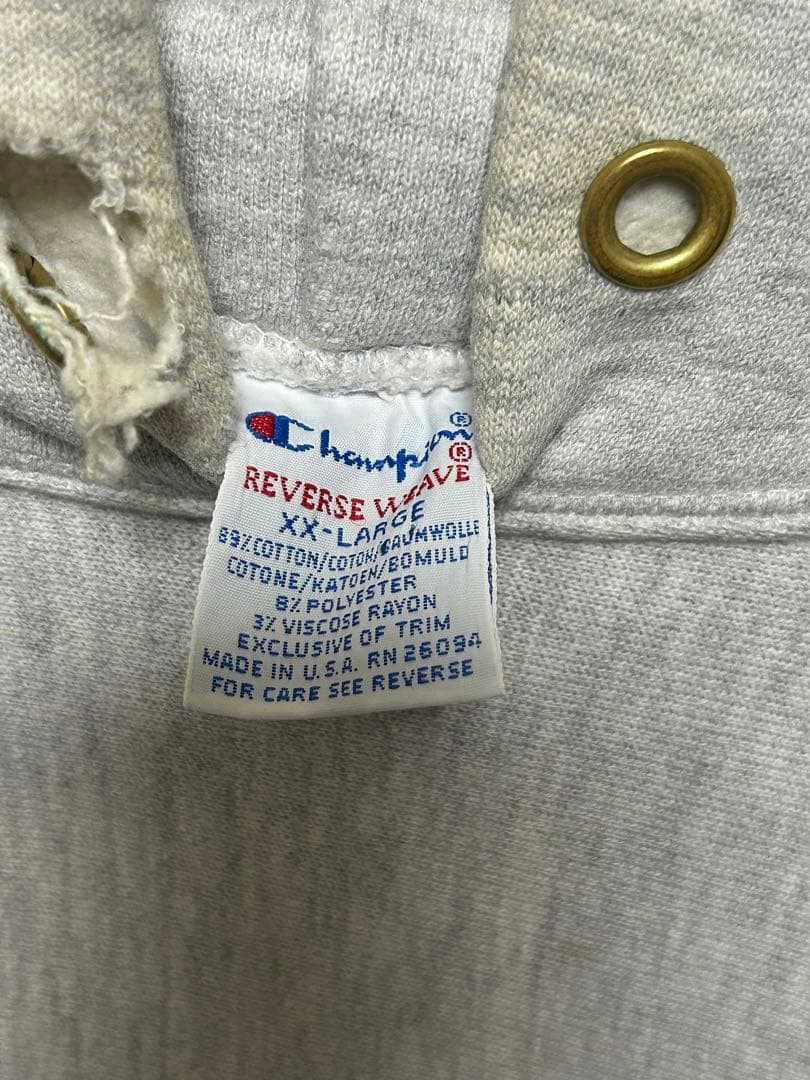 Champion®
REVERSE WEAVE®
XX-LARGE
89% COTTON/COTON/BAUMWOLLE
COTONE/KATOEN/BOMULD
8% POLYESTER
3% VISCOSE RAYON
EXCLUSIVE OF TRIM
MADE IN U.S.A. RN 26094
FOR CARE SEE REVERSE